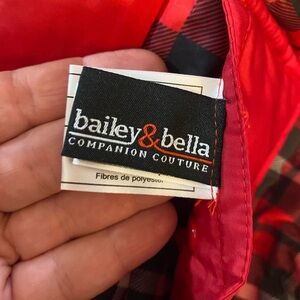 bailey&bella
COMPANION COUTURE
Fibres de polyester